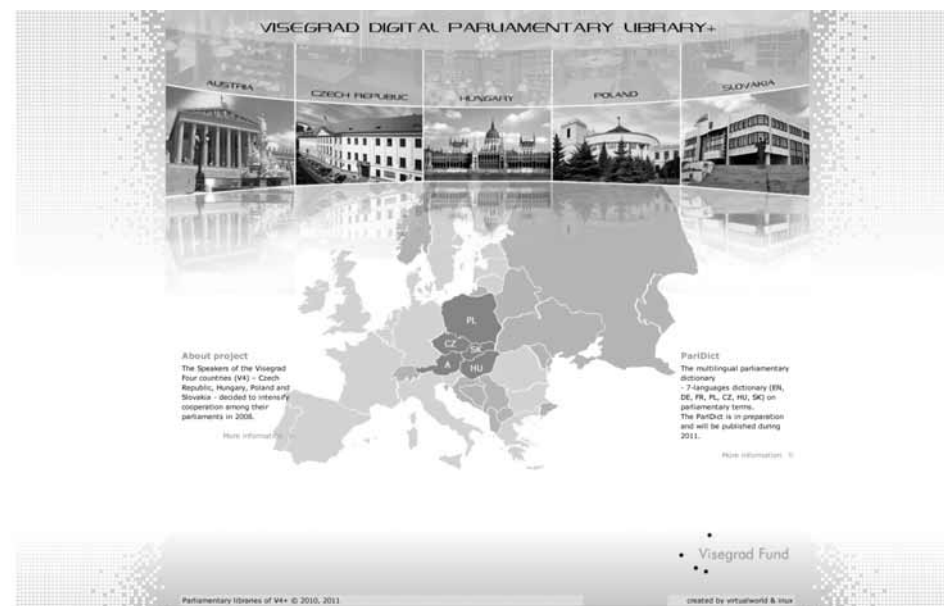 VISEGRAD DIGITAL PARLIAMENTARY LIBRARY+
AUSTRIA
CZECH REPUBLIC
HUNGARY
POLAND
SLOVAKIA
PL
CZ
SK
A
HU
About project
The Speakers of the Visegrad
Four countries (V4) – Czech
Republic, Hungary, Poland and
Slovakia - decided to intensify
cooperation among their
parliaments in 2008.
More information
ParlDict
The multilingual parliamentary
dictionary
- 7-languages dictionary (EN,
DE, FR, PL, CZ, HU, SK) on
parliamentary terms.
The ParlDict is in preparation
and will be published during
2011.
More information
Visegrad Fund
Parliamentary libraries of V4+ © 2010, 2011.
created by virtualworld & inux